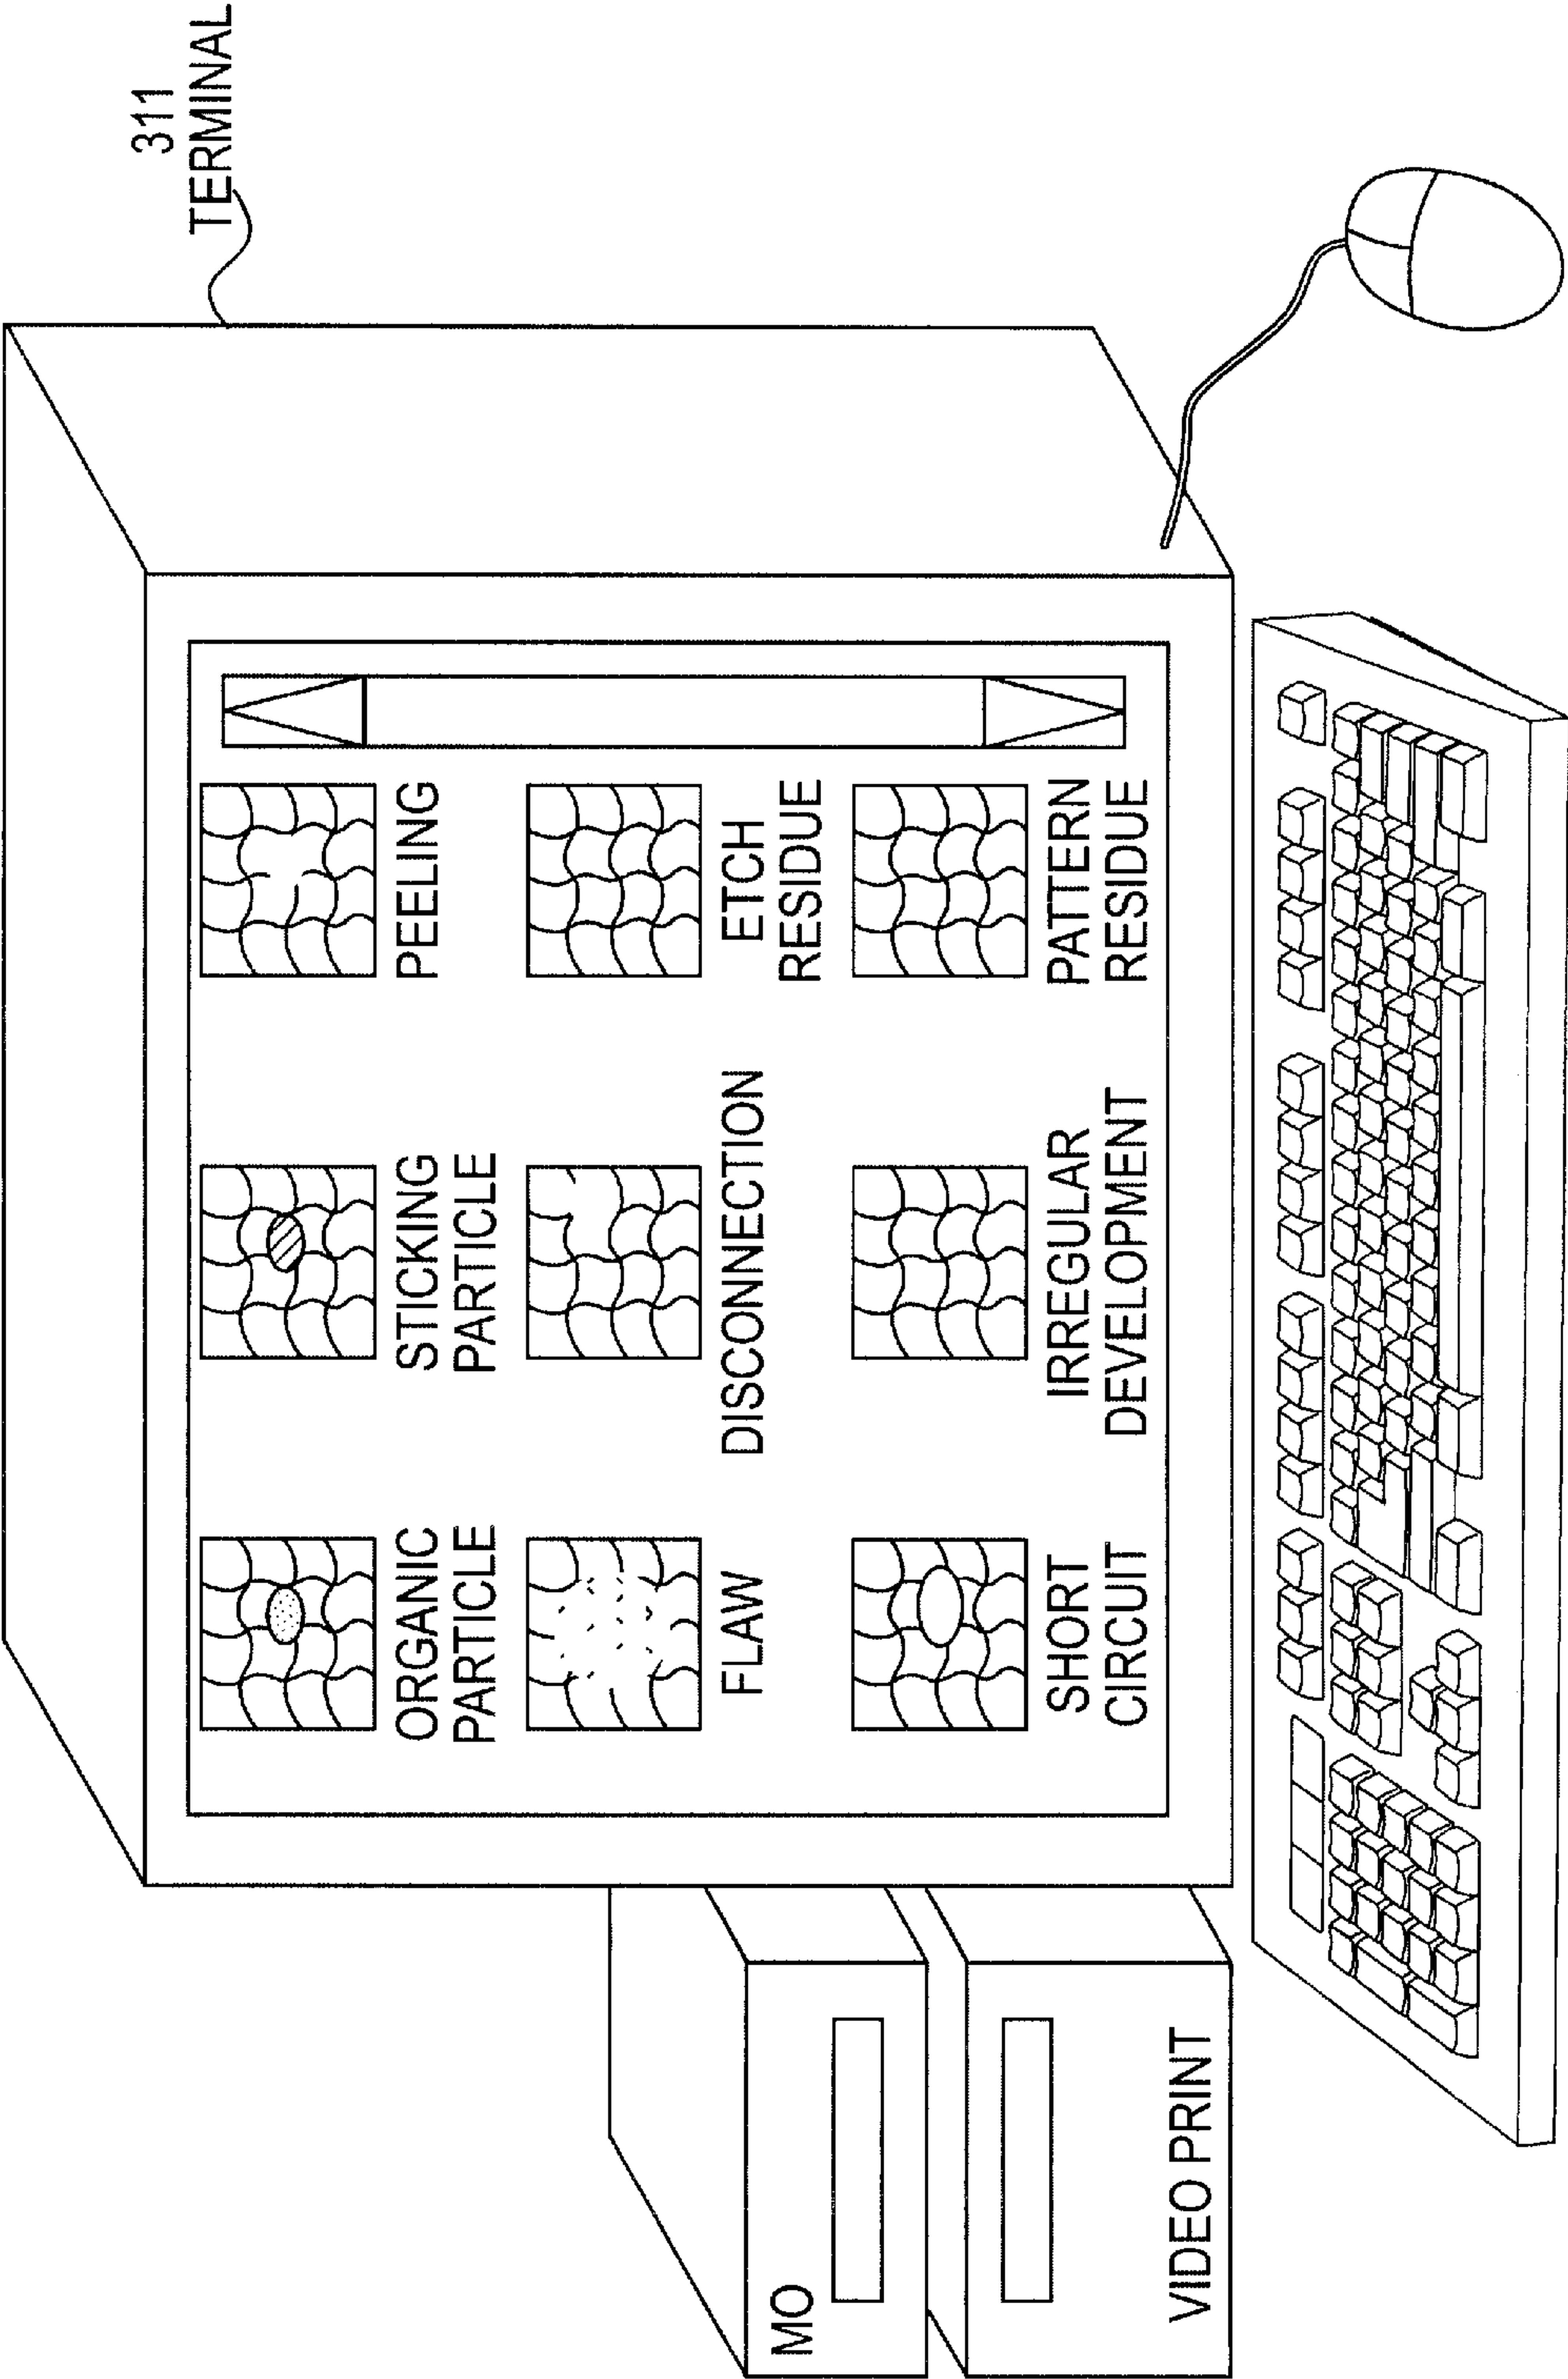 311
TERMINAL
ORGANIC
PARTICLE
STICKING
PARTICLE
PEELING
FLAW
DISCONNECTION
ETCH
RESIDUE
SHORT
CIRCUIT
IRREGULAR
DEVELOPMENT
PATTERN
RESIDUE
MO
VIDEO PRINT